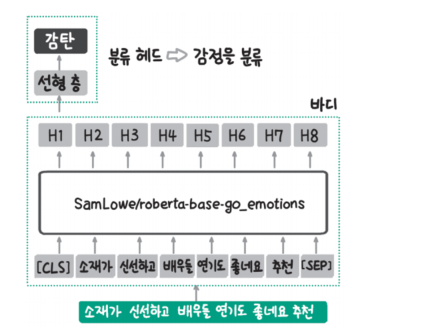 감탄
분류 헤드 ⇨ 감정을 분류
선형 층
바디
H1 H2 H3 H4 H5 H6 H7 H8
SamLowe/roberta-base-go_emotions
[CLS] 소재가 신선하고 배우들 연기도 좋네요 추천 [SEP]
소재가 신선하고 배우들 연기도 좋네요 추천